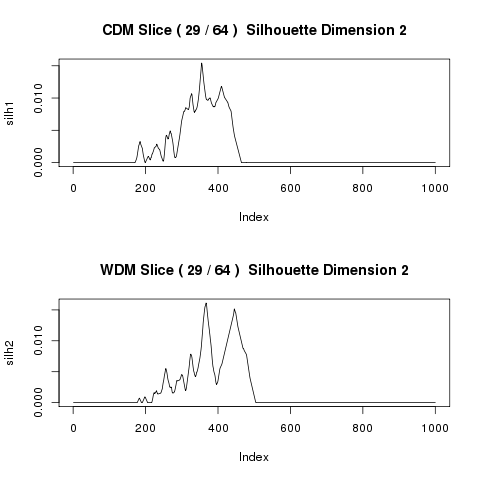 CDM Slice ( 29 / 64 )  Silhouette Dimension 2
silh1
0.010
0.000
0 200 400 600 800 1000
Index
WDM Slice ( 29 / 64 )  Silhouette Dimension 2
silh2
0.010
0.000
0 200 400 600 800 1000
Index